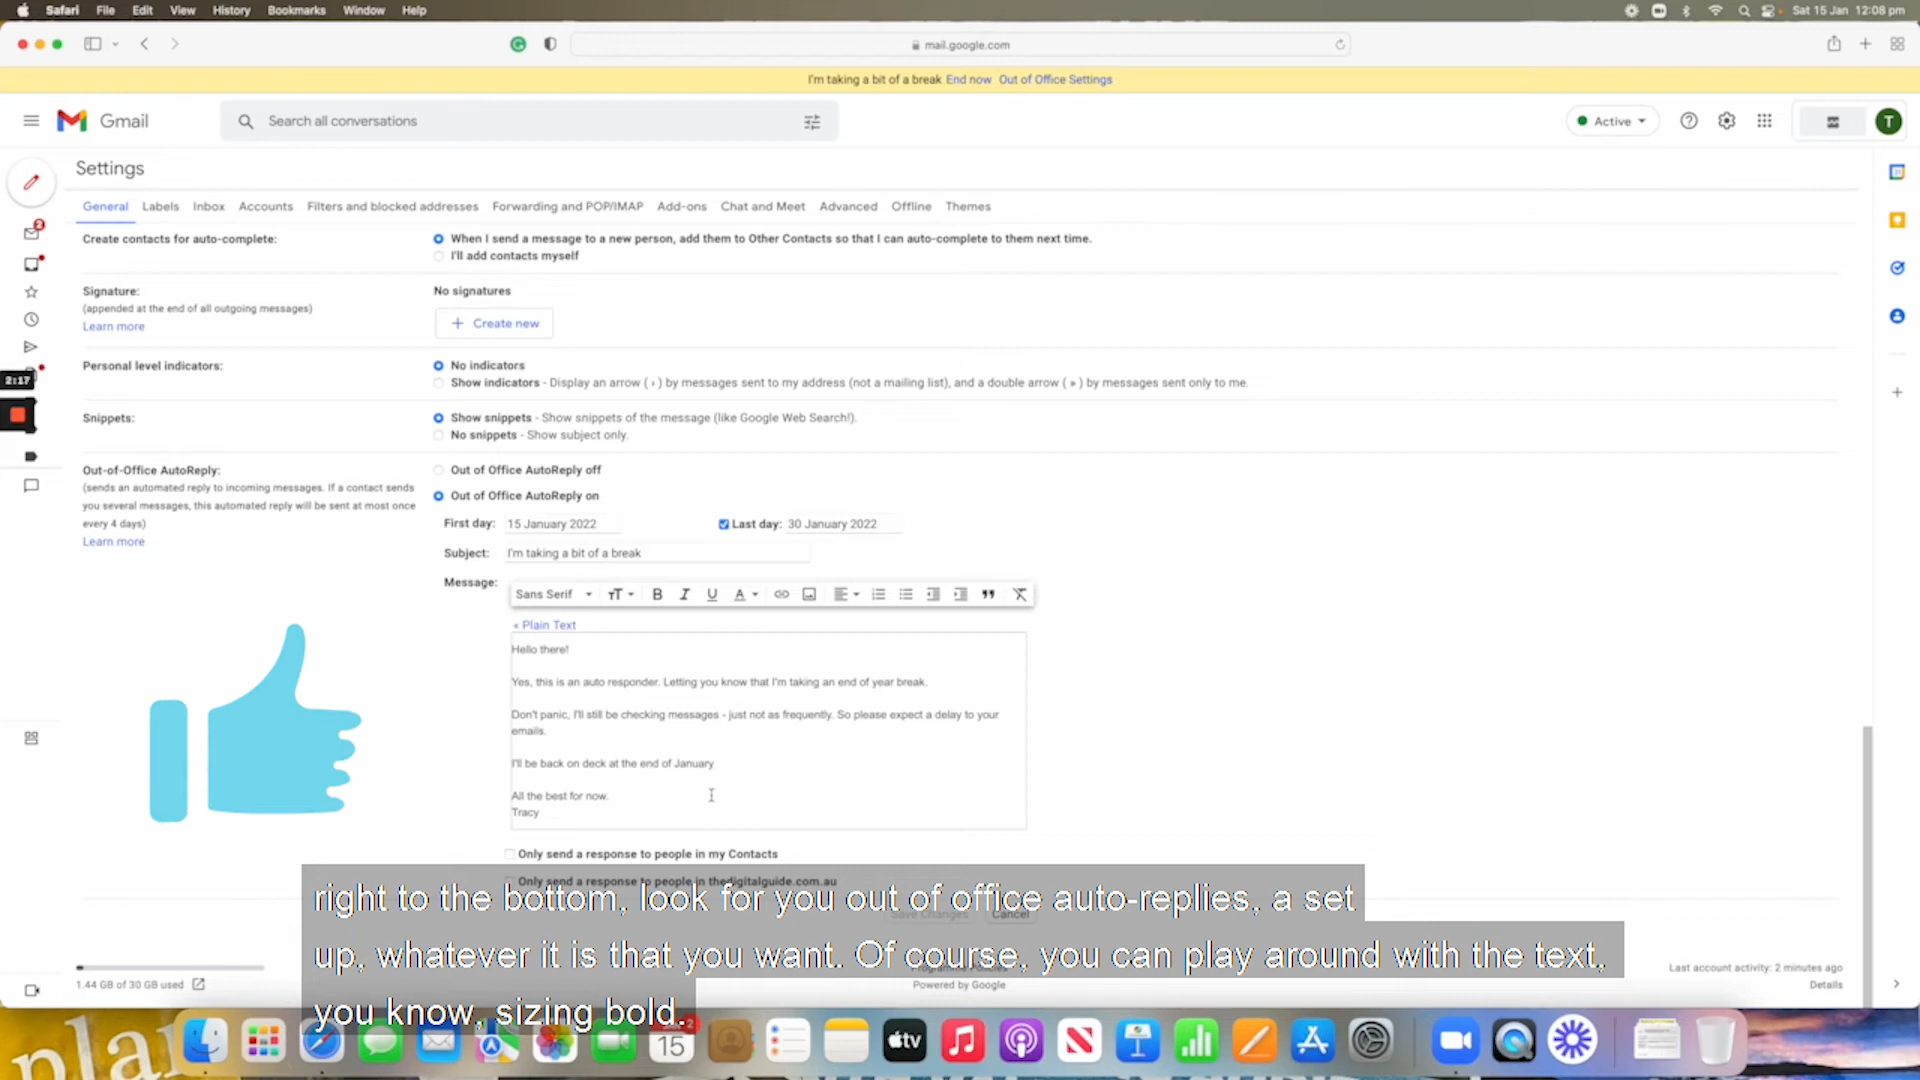 Safari File Edit View History Bookmarks Window Help Sat 15 Jan 12:08 pm
mail.google.com
I'm taking a bit of a break End now Out of Office Settings
Gmail Search all conversations Active T
Settings
General Labels Inbox Accounts Filters and blocked addresses Forwarding and POP/IMAP Add-ons Chat and Meet Advanced Offline Themes
Create contacts for auto-complete: When I send a message to a new person, add them to Other Contacts so that I can auto-complete to them next time.
I'll add contacts myself
Signature: No signatures
(appended at the end of all outgoing messages)
Learn more
Create new
Personal level indicators: No indicators
Show indicators - Display an arrow ( › ) by messages sent to my address (not a mailing list), and a double arrow ( » ) by messages sent only to me.
2:17
Snippets: Show snippets - Show snippets of the message (like Google Web Search!).
No snippets - Show subject only.
Out-of-Office AutoReply: Out of Office AutoReply off
(sends an automated reply to incoming messages. If a contact sends
you several messages, this automated reply will be sent at most once
every 4 days)
Learn more
Out of Office AutoReply on
First day: 15 January 2022 Last day: 30 January 2022
Subject: I'm taking a bit of a break
Message:
Sans Serif
« Plain Text
Hello there!
Yes, this is an auto responder. Letting you know that I'm taking an end of year break.
Don't panic, I'll still be checking messages - just not as frequently. So please expect a delay to your
emails.
I'll be back on deck at the end of January
All the best for now.
Tracy
Only send a response to people in my Contacts
Only send a response to people in thedigitalguide.com.au
Save Changes Cancel
right to the bottom, look for you out of office auto-replies, a set
up, whatever it is that you want. Of course, you can play around with the text,
you know, sizing bold.
Programme Policies
Powered by Google
1.44 GB of 30 GB used
Last account activity: 2 minutes ago
Details
plan
15
tv